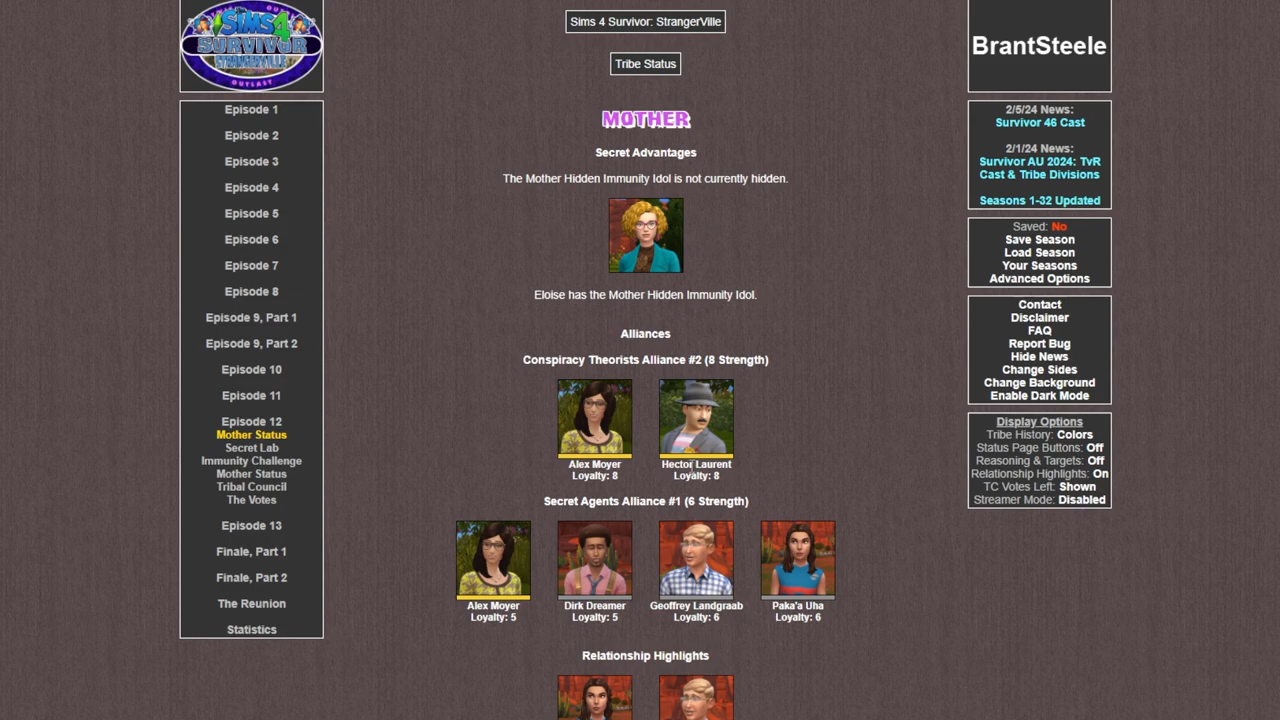 SIMS 4
SURVIVOR
STRANGERVILLE
OUTLAST
Episode 1
Episode 2
Episode 3
Episode 4
Episode 5
Episode 6
Episode 7
Episode 8
Episode 9, Part 1
Episode 9, Part 2
Episode 10
Episode 11
Episode 12
Mother Status
Secret Lab
Immunity Challenge
Mother Status
Tribal Council
The Votes
Episode 13
Finale, Part 1
Finale, Part 2
The Reunion
Statistics
Sims 4 Survivor: StrangerVille
Tribe Status
MOTHER
Secret Advantages
The Mother Hidden Immunity Idol is not currently hidden.
Eloise has the Mother Hidden Immunity Idol.
Alliances
Conspiracy Theorists Alliance #2 (8 Strength)
Alex Moyer
Loyalty: 8
Hector Laurent
Loyalty: 8
Secret Agents Alliance #1 (6 Strength)
Alex Moyer
Loyalty: 5
Dirk Dreamer
Loyalty: 5
Geoffrey Landgraab
Loyalty: 6
Paka'a Uha
Loyalty: 6
Relationship Highlights
BrantSteele
2/5/24 News:
Survivor 46 Cast
2/1/24 News:
Survivor AU 2024: TvR
Cast & Tribe Divisions
Seasons 1-32 Updated
Saved: No
Save Season
Load Season
Your Seasons
Advanced Options
Contact
Disclaimer
FAQ
Report Bug
Hide News
Change Sides
Change Background
Enable Dark Mode
Display Options
Tribe History: Colors
Status Page Buttons: Off
Reasoning & Targets: Off
Relationship Highlights: On
TC Votes Left: Shown
Streamer Mode: Disabled